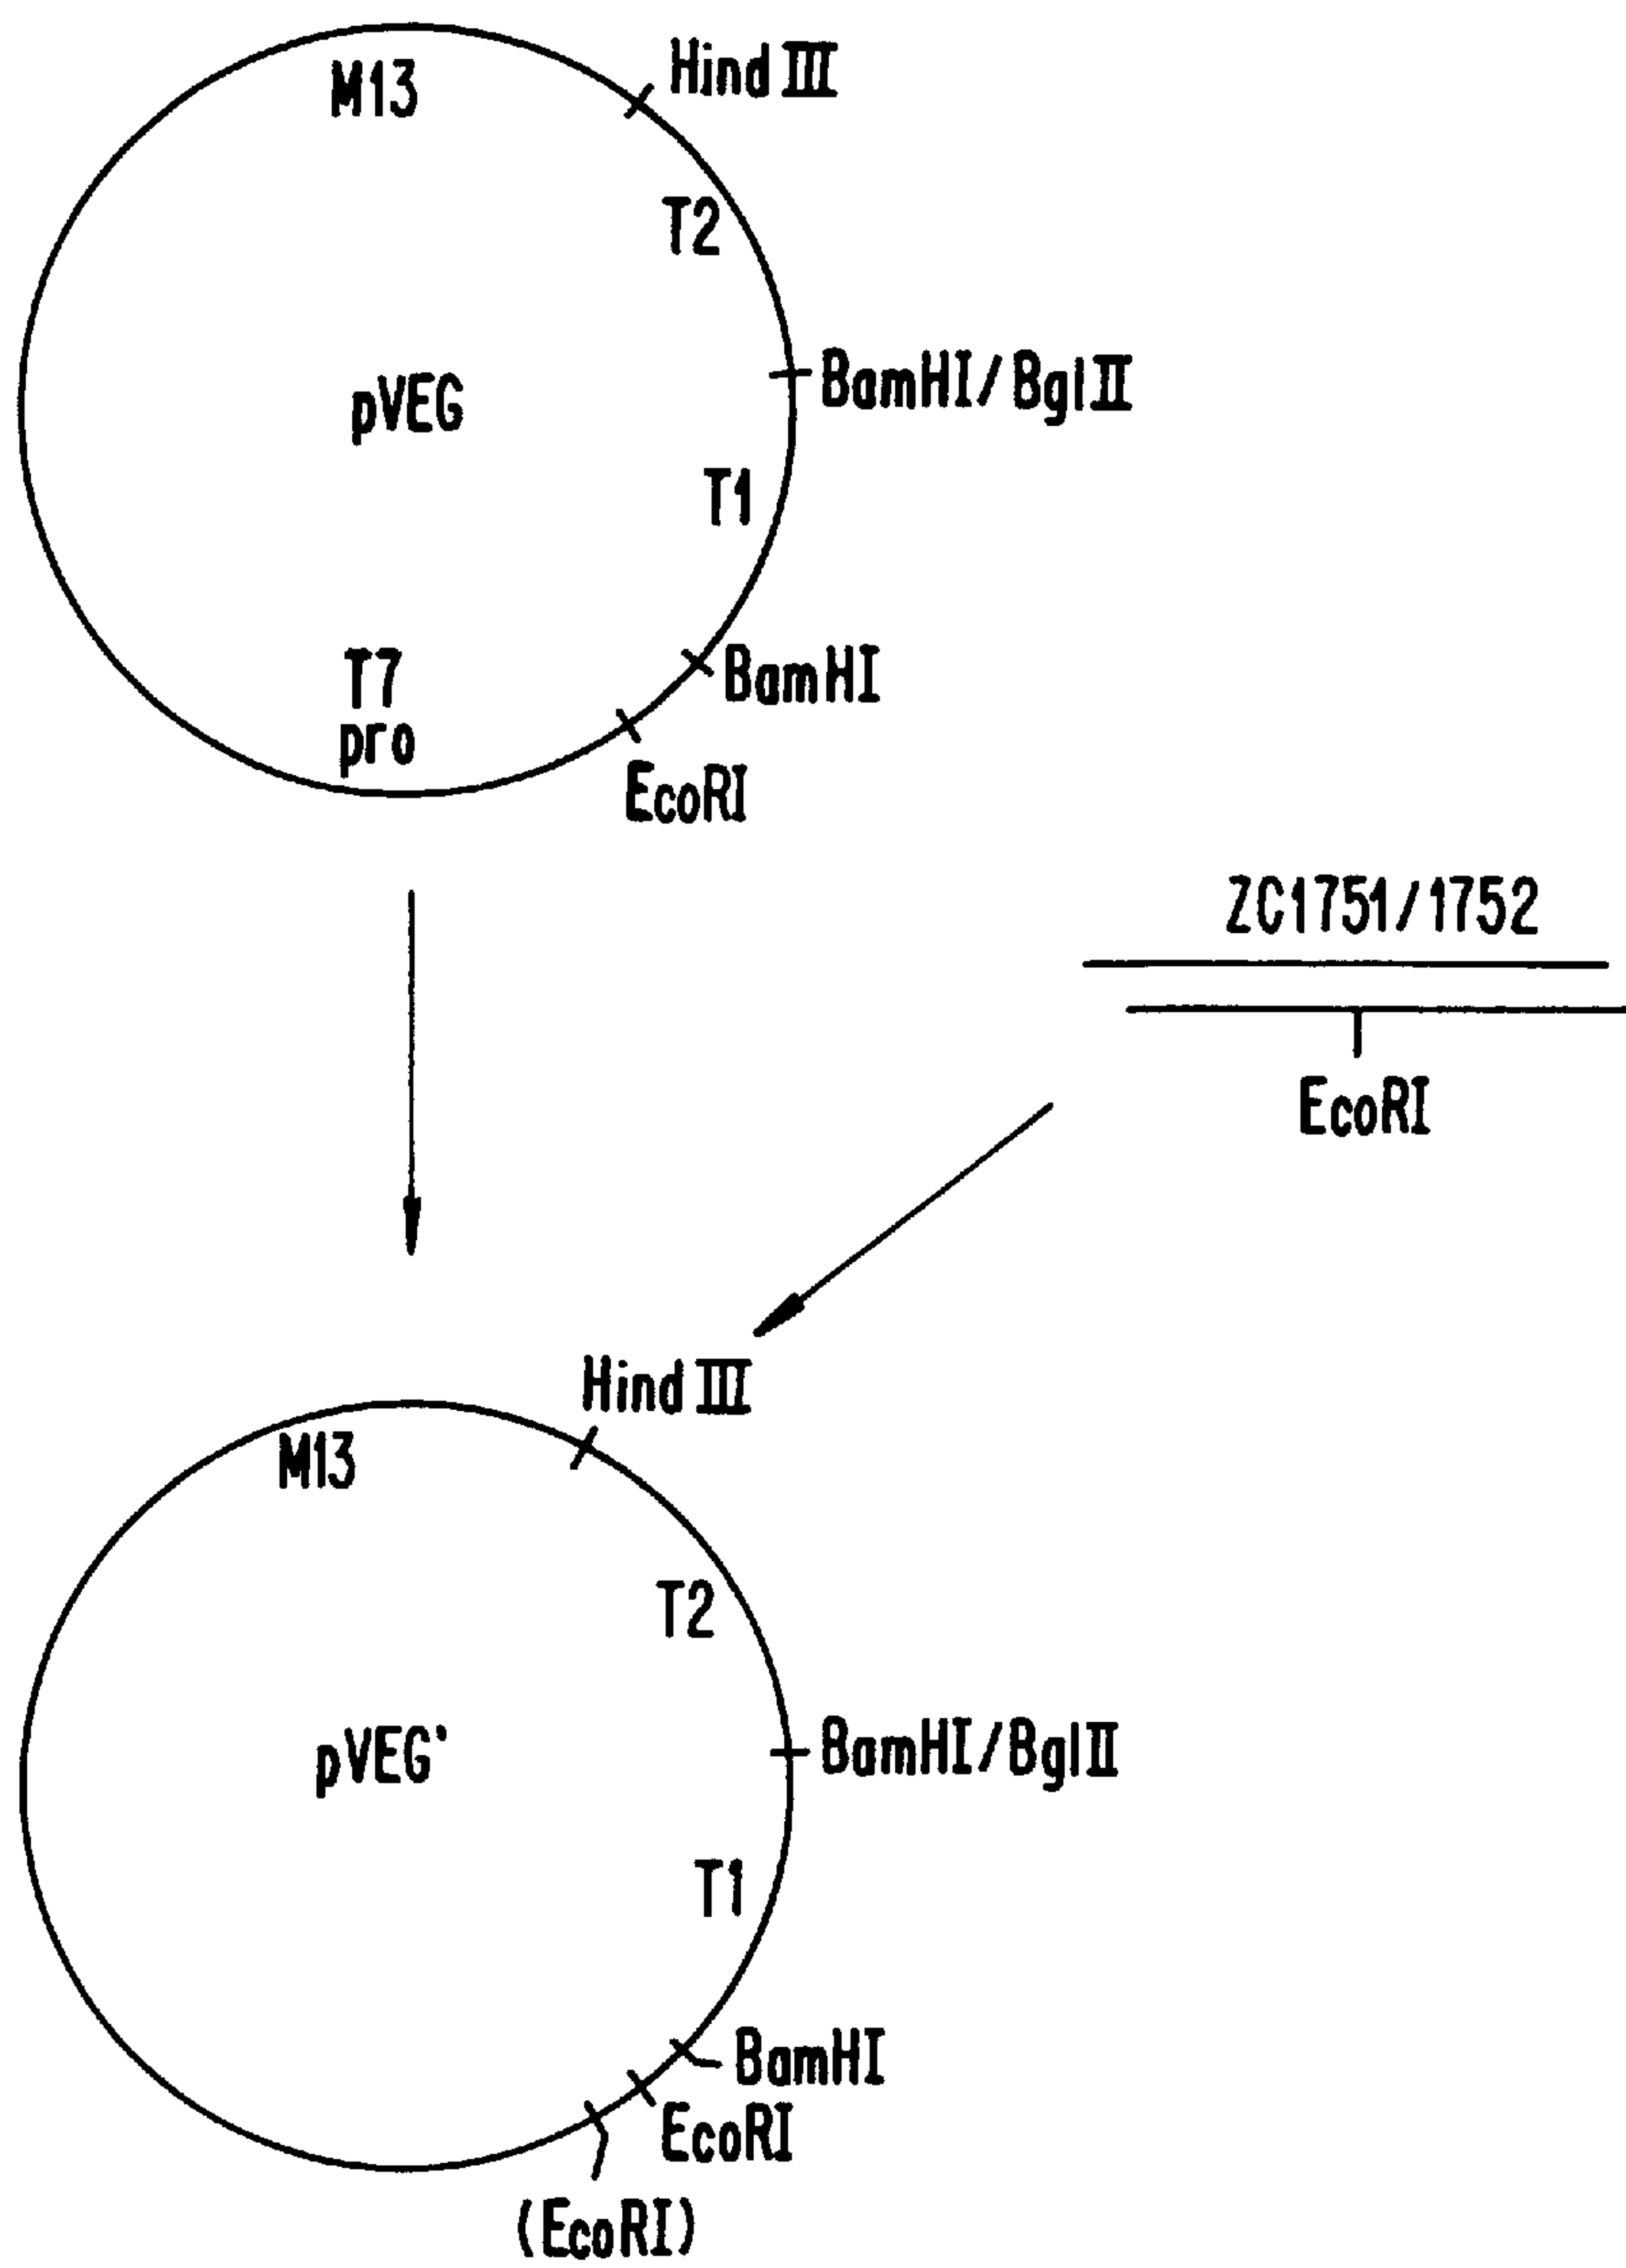 Hind III
M13
T2
BamHI/BglII
pVEG
T1
BamHI
T7
pro
EcoRI
ZC1751/1752
EcoRI
Hind III
M13
T2
BamHI/BglII
pVEG'
T1
BamHI
EcoRI
(EcoRI)